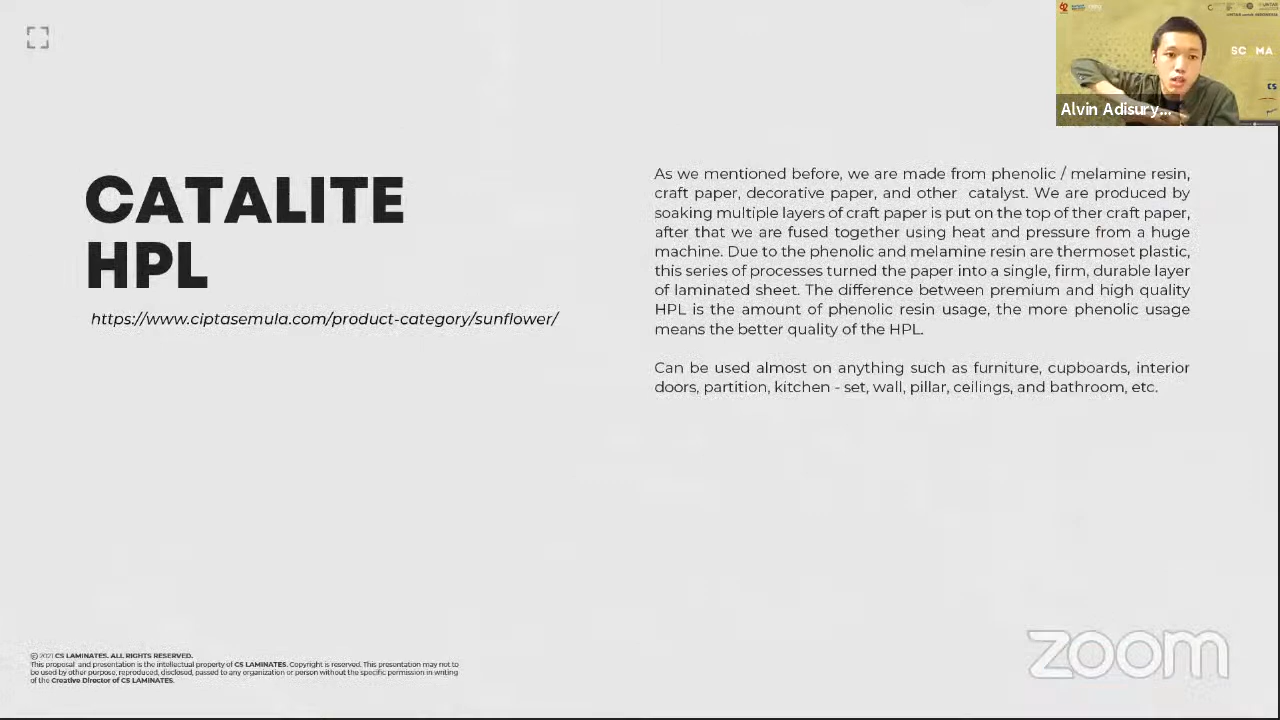 SC MA
CS
Alvin Adisury...
CATALITE
HPL
https://www.ciptasemula.com/product-category/sunflower/
As we mentioned before, we are made from phenolic / melamine resin,
craft paper, decorative paper, and other catalyst. We are produced by
soaking multiple layers of craft paper is put on the top of ther craft paper,
after that we are fused together using heat and pressure from a huge
machine. Due to the phenolic and melamine resin are thermoset plastic,
this series of processes turned the paper into a single, firm, durable layer
of laminated sheet. The difference between premium and high quality
HPL is the amount of phenolic resin usage, the more phenolic usage
means the better quality of the HPL.
Can be used almost on anything such as furniture, cupboards, interior
doors, partition, kitchen - set, wall, pillar, ceilings, and bathroom, etc.
© 2021 CS LAMINATES. ALL RIGHTS RESERVED.
This proposal and presentation is the intellectual property of CS LAMINATES. Copyright is reserved. This presentation may not to
be used by other purpose, reproduced, disclosed, passed to any organization or person without the specific permission in writing
of the Creative Director of CS LAMINATES.
zoom